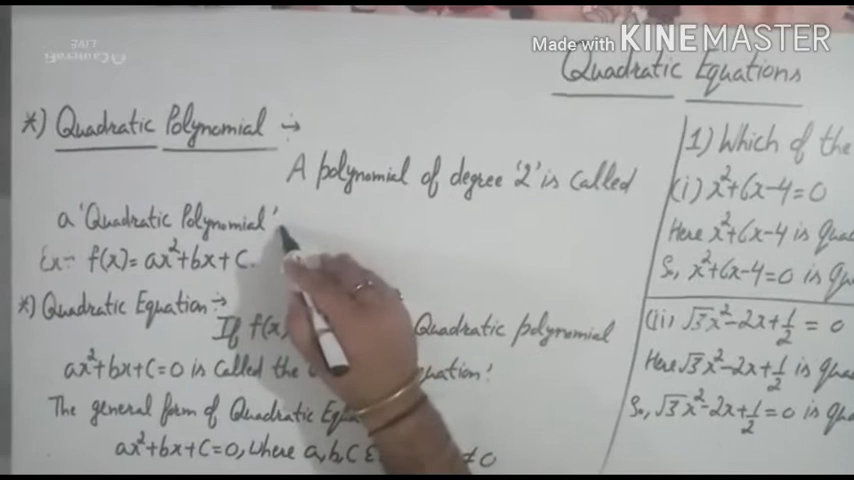 Made with KINEMASTER
Quadratic Equations
*) Quadratic Polynomial :→
A polynomial of degree '2' is called
a 'Quadratic Polynomial'
Ex:- f(x)= ax²+bx+c.
*) Quadratic Equation :→
If f(x) Quadratic polynomial
ax²+bx+c=0 is called the
The general form of Quadratic
ax²+bx+c=0, where a,b,c ≠0
1) Which of the
(i) x²+6x-4=0
Here x²+6x-4 is
So, x²+6x-4=0 is
(ii) √3x²-2x+1/2=0
Here √3x²-2x+1/2 is
So, √3x²-2x+1/2=0 is